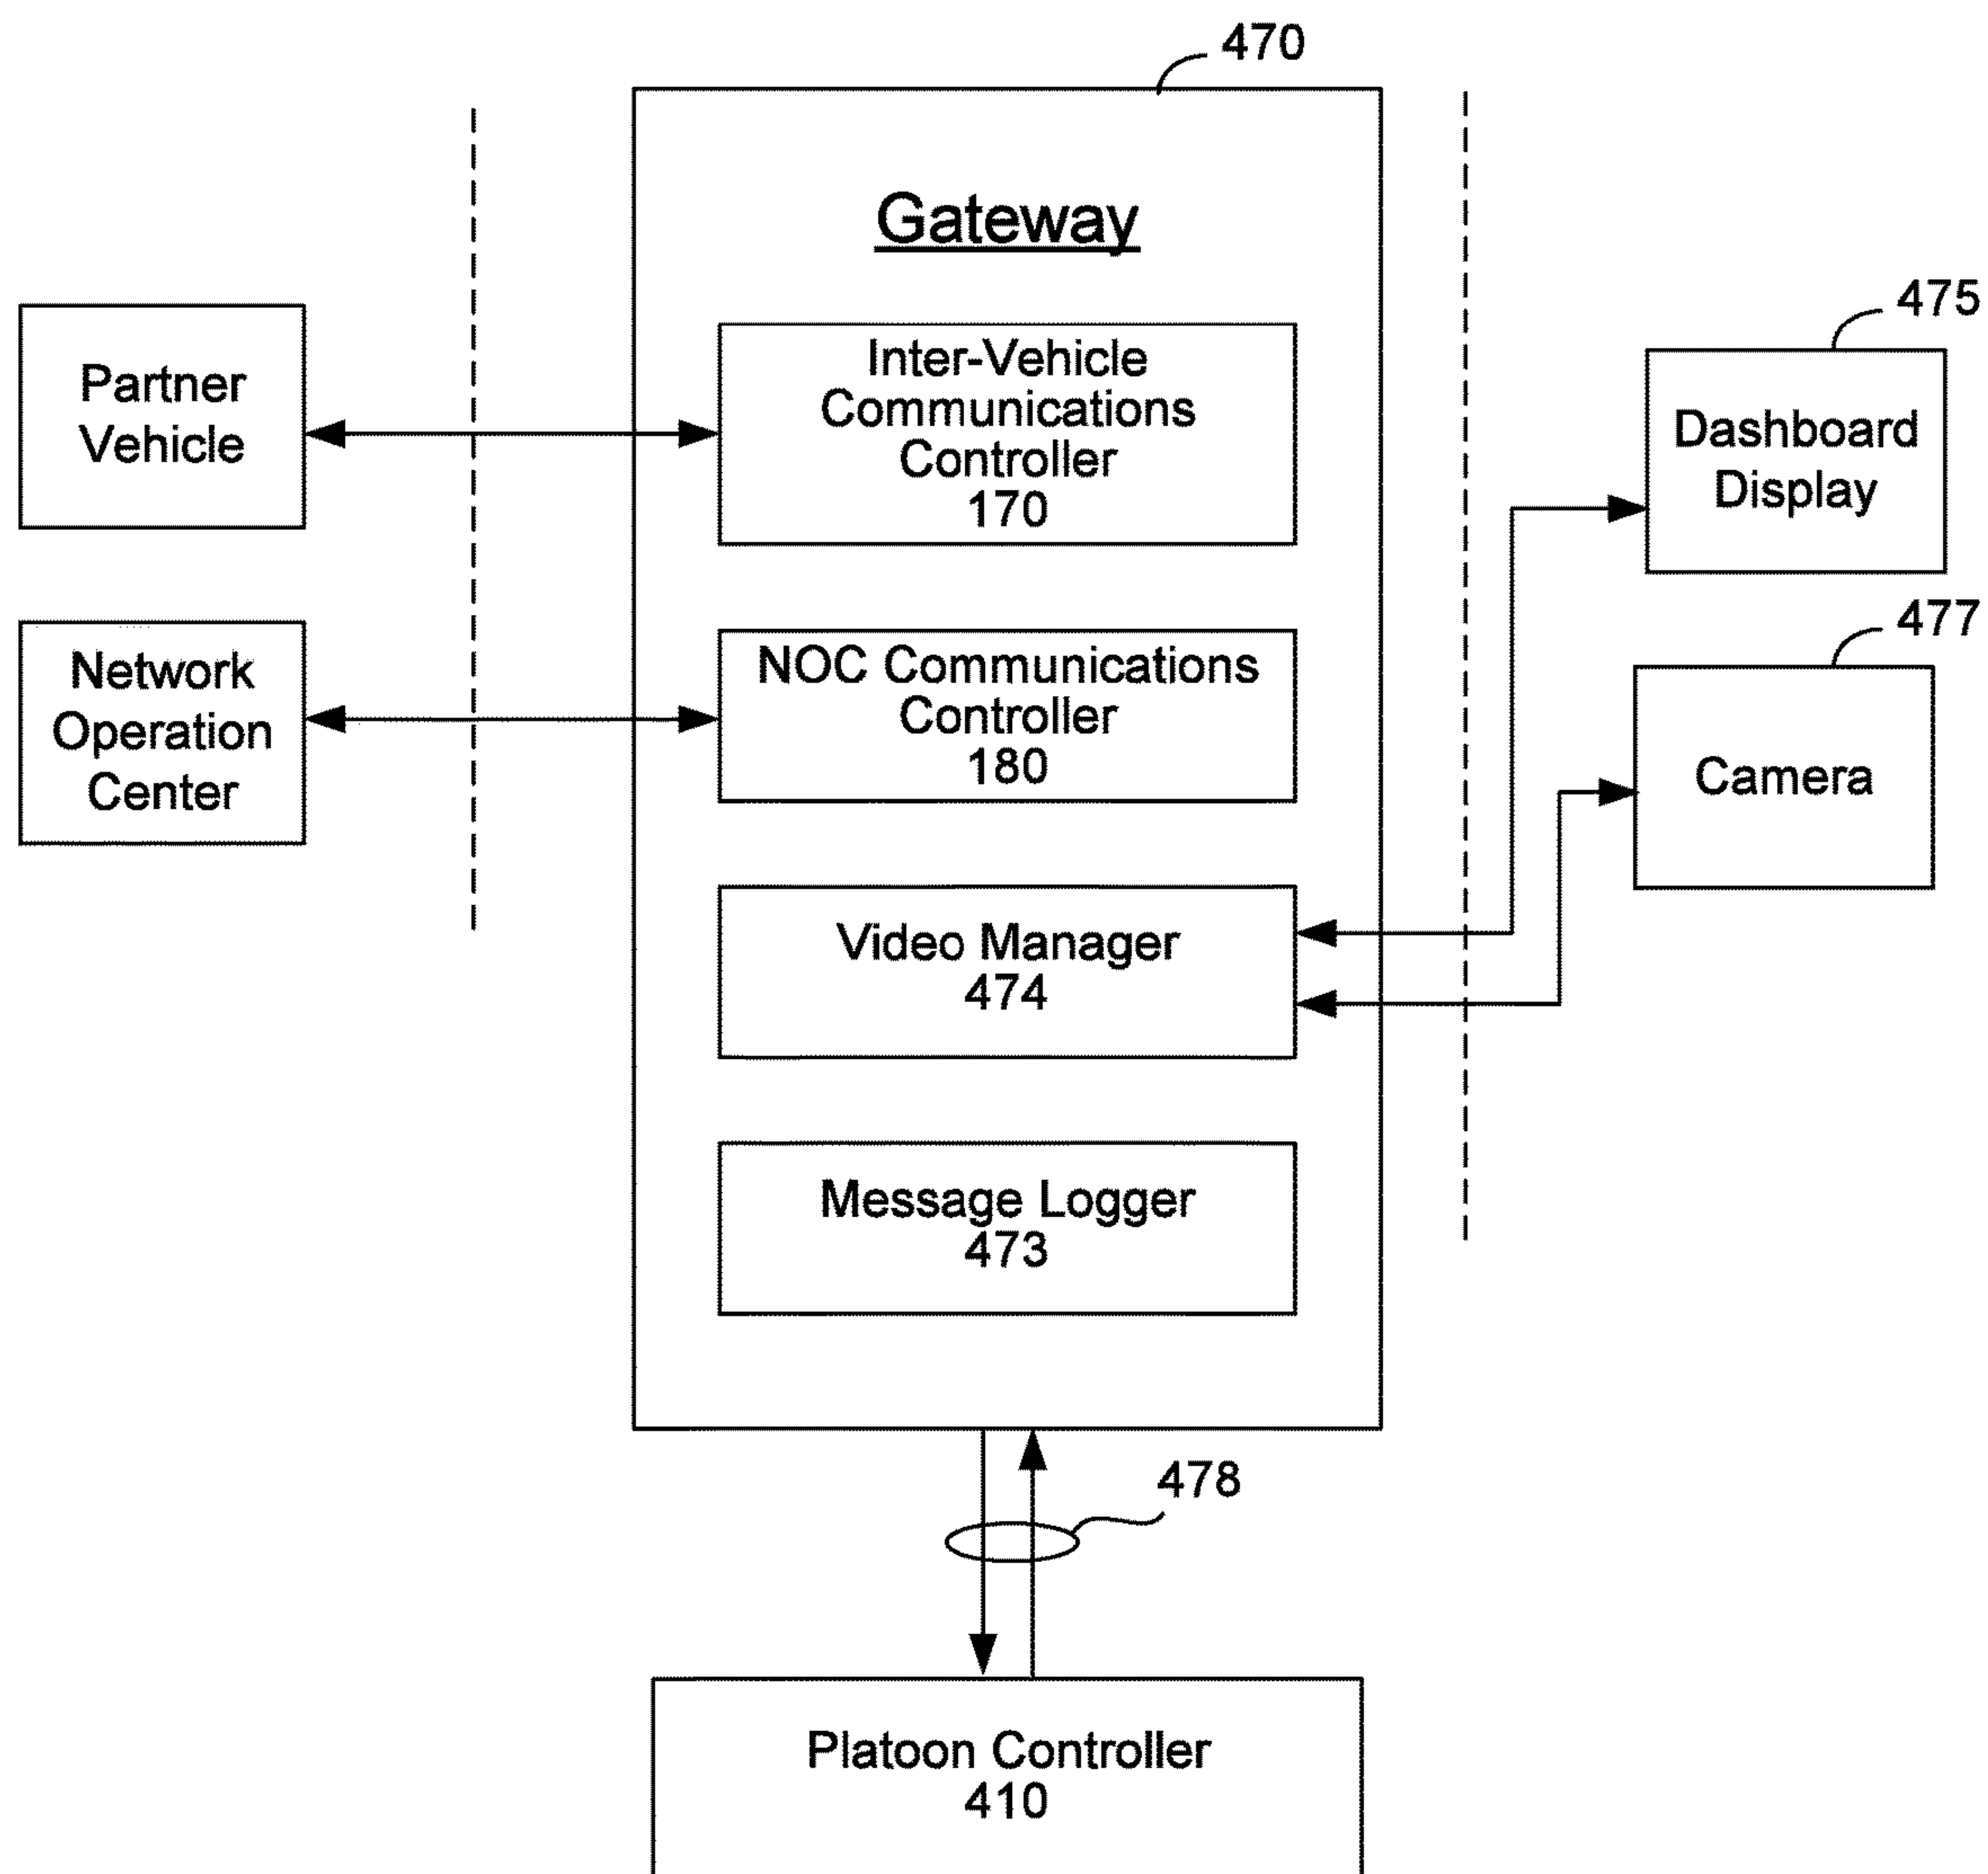 470
Gateway
Partner
Vehicle
Inter-Vehicle
Communications
Controller
170
475
Dashboard
Display
Network
Operation
Center
NOC Communications
Controller
180
477
Camera
Video Manager
474
Message Logger
473
478
Platoon Controller
410